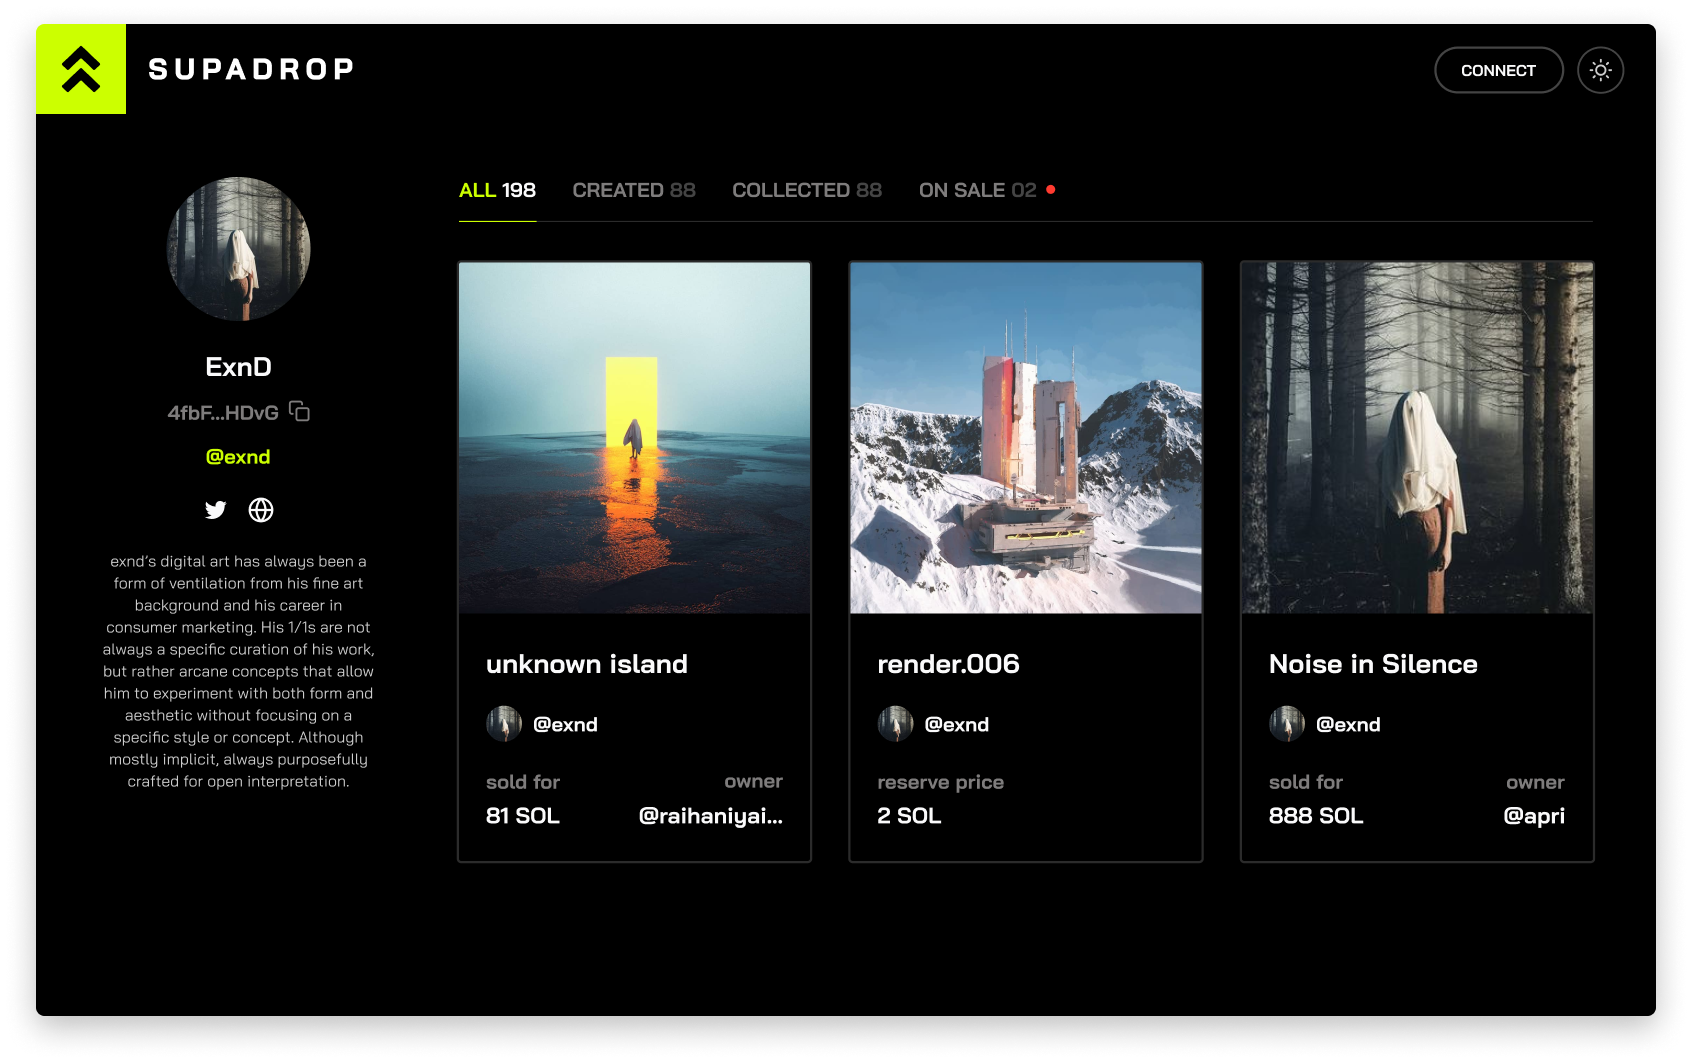 SUPADROP
CONNECT
ExnD
4fbF...HDvG
@exnd
exnd’s digital art has always been a
form of ventilation from his fine art
background and his career in
consumer marketing. His 1/1s are not
always a specific curation of his work,
but rather arcane concepts that allow
him to experiment with both form and
aesthetic without focusing on a
specific style or concept. Although
mostly implicit, always purposefully
crafted for open interpretation.
ALL 198 CREATED 88 COLLECTED 88 ON SALE 02
unknown island
@exnd
sold for owner
81 SOL @raihaniyai...
render.006
@exnd
reserve price
2 SOL
Noise in Silence
@exnd
sold for owner
888 SOL @apri